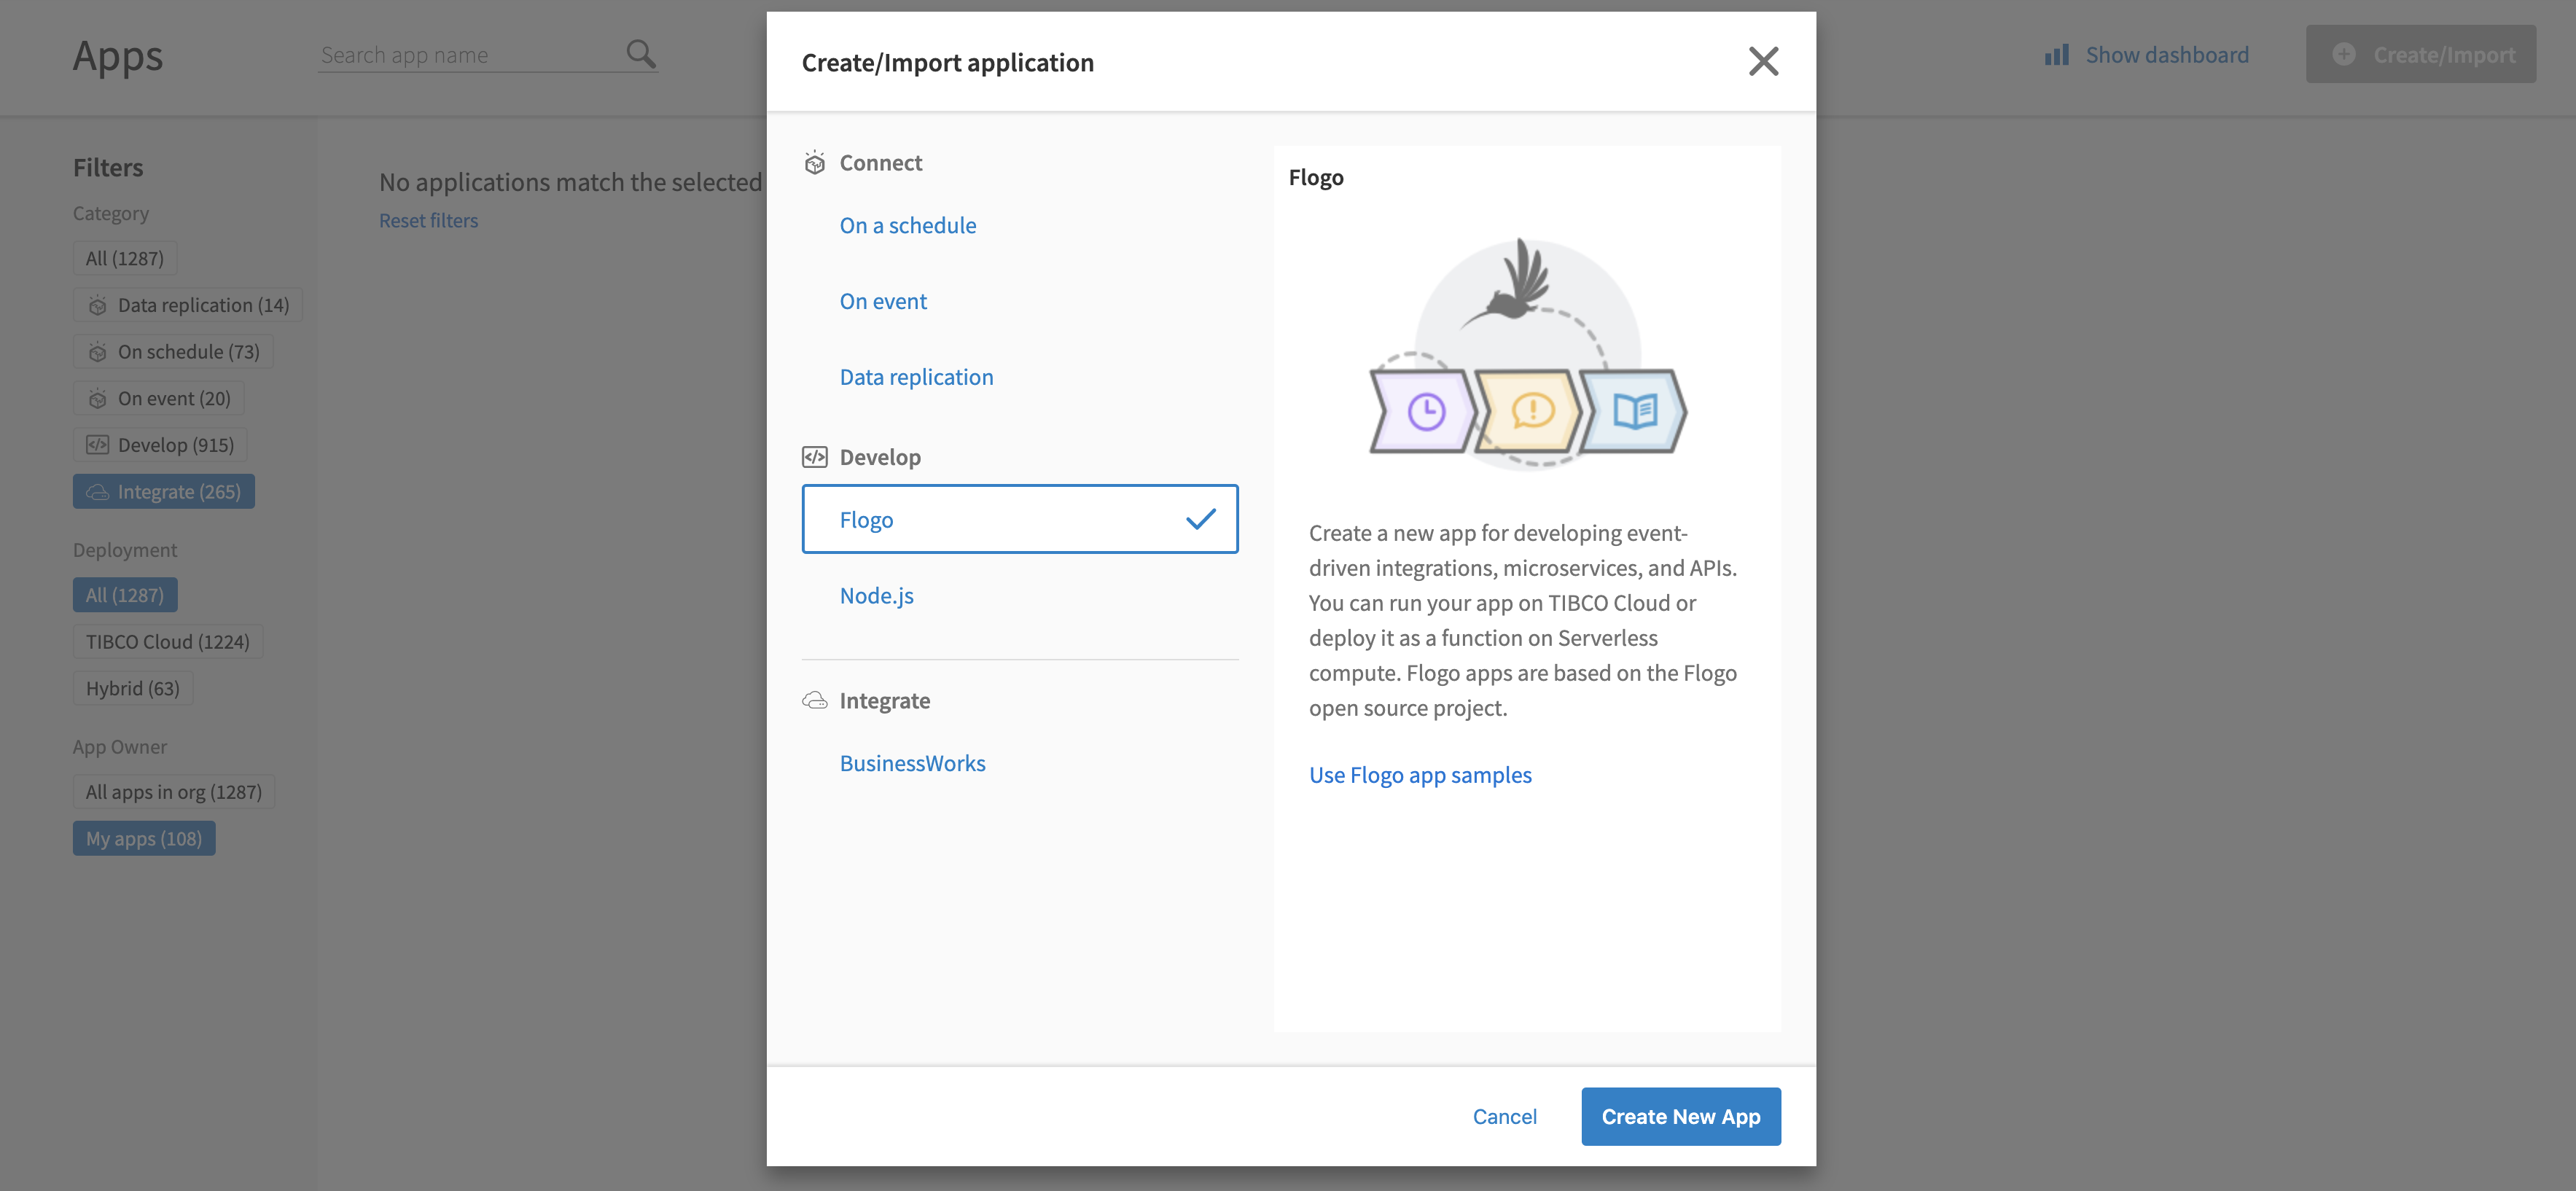 Apps
Search app name
Show dashboard
Create/Import
Filters
Category
All (1287)
Data replication (14)
On schedule (73)
On event (20)
Develop (915)
Integrate (265)
Deployment
All (1287)
TIBCO Cloud (1224)
Hybrid (63)
App Owner
All apps in org (1287)
My apps (108)
No applications match the selected
Reset filters
Create/Import application
Connect
On a schedule
On event
Data replication
Develop
Flogo
Node.js
Integrate
BusinessWorks
Flogo
Create a new app for developing event-
driven integrations, microservices, and APIs.
You can run your app on TIBCO Cloud or
deploy it as a function on Serverless
compute. Flogo apps are based on the Flogo
open source project.
Use Flogo app samples
Cancel
Create New App